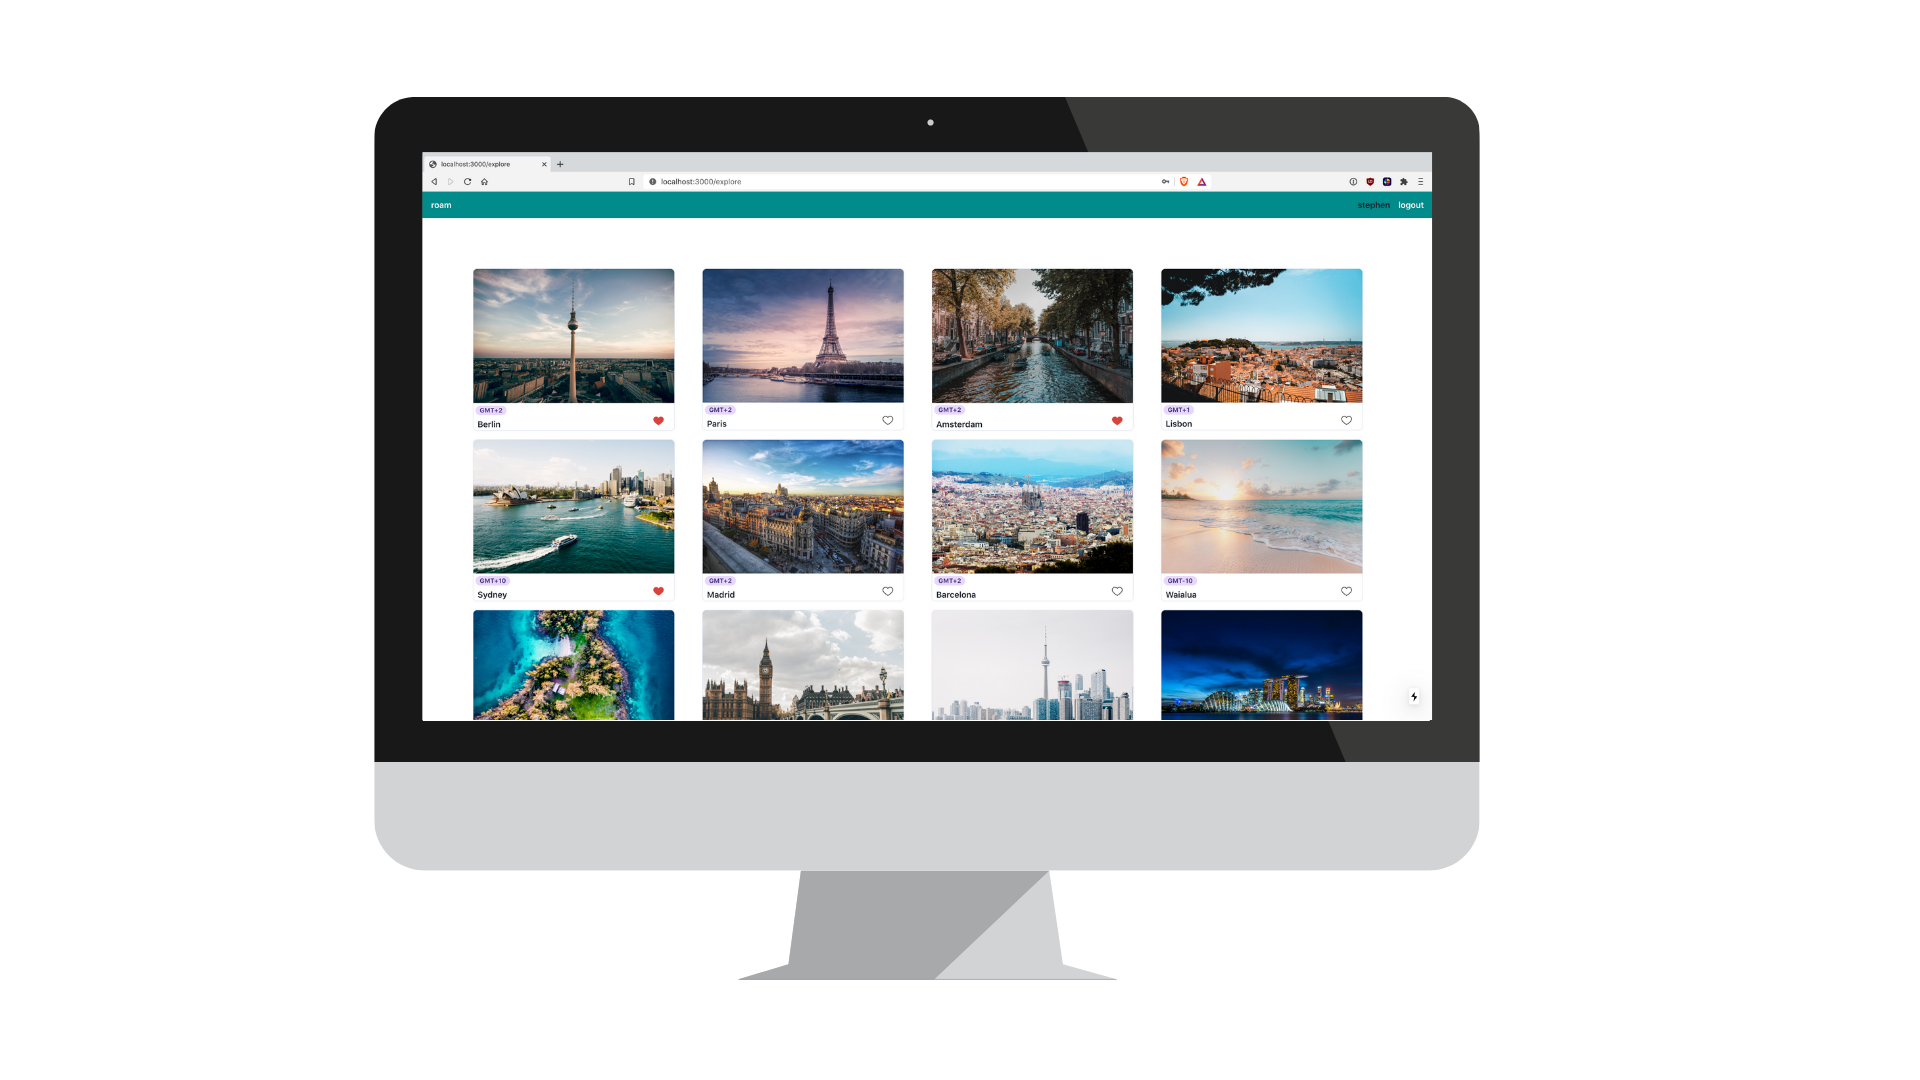 localhost:3000/explore
localhost:3000/explore
roam
stephen logout
GMT+2
Berlin
GMT+2
Paris
GMT+2
Amsterdam
GMT+1
Lisbon
GMT+10
Sydney
GMT+2
Madrid
GMT+2
Barcelona
GMT-10
Waialua